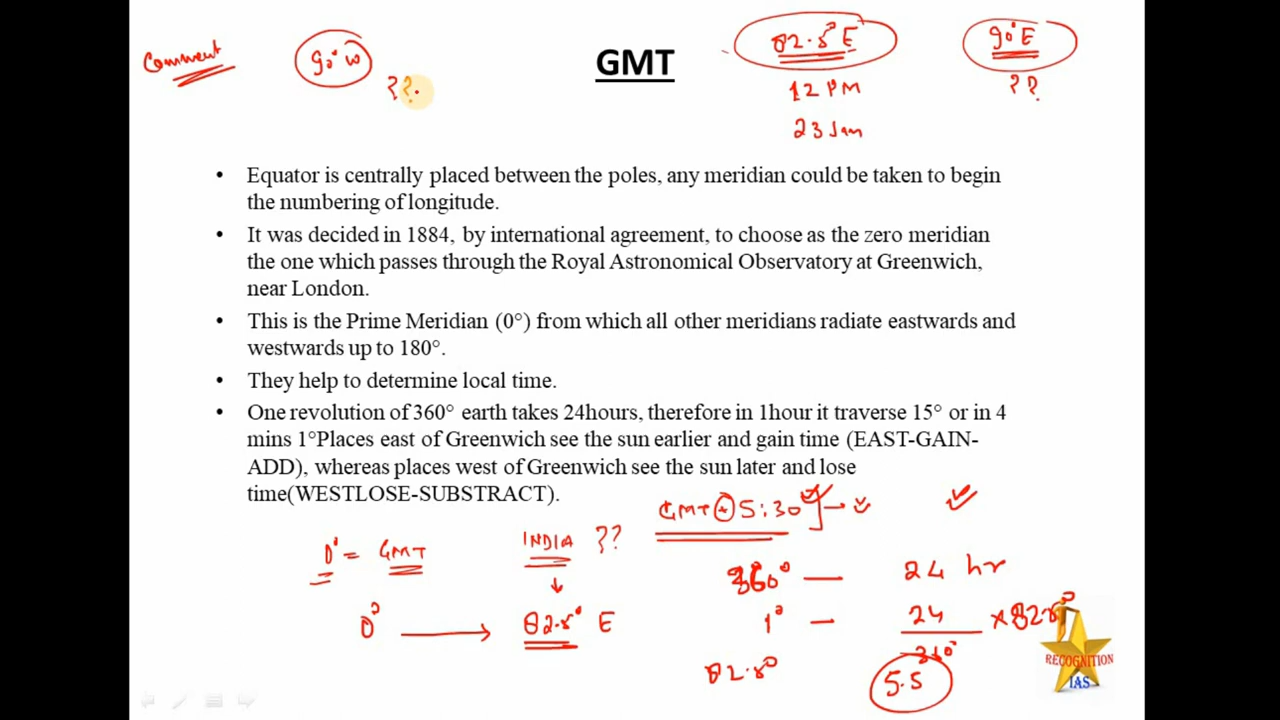 Comment
90° W
??
GMT
82.5° E
12 PM
23 Jan
90° E
??
• Equator is centrally placed between the poles, any meridian could be taken to begin
the numbering of longitude.
• It was decided in 1884, by international agreement, to choose as the zero meridian
the one which passes through the Royal Astronomical Observatory at Greenwich,
near London.
• This is the Prime Meridian (0°) from which all other meridians radiate eastwards and
westwards up to 180°.
• They help to determine local time.
• One revolution of 360° earth takes 24hours, therefore in 1hour it traverse 15° or in 4
mins 1°Places east of Greenwich see the sun earlier and gain time (EAST-GAIN-
ADD), whereas places west of Greenwich see the sun later and lose
time(WESTLOSE-SUBSTRACT).
GMT + 5:30
0° = GMT
INDIA ??
0° → 82.5° E
360° — 24 hr
1° — 24 × 82.5°
360°
82.5°
5.5
RECOGNITION
IAS